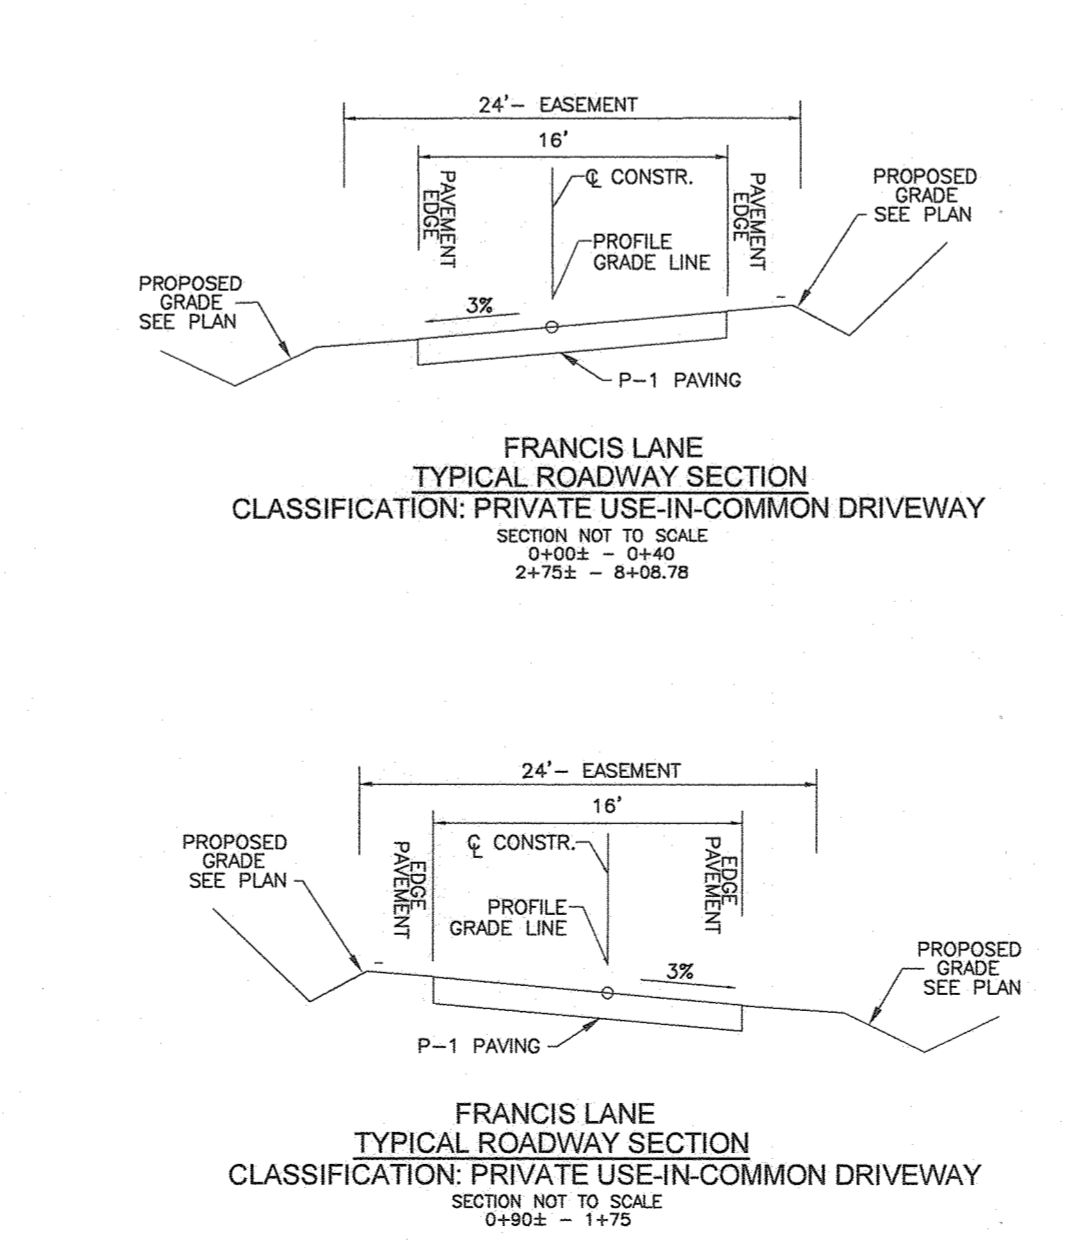 24'- EASEMENT
16'
℄ CONSTR.
PAVEMENT
EDGE
PAVEMENT
EDGE
PROPOSED
GRADE
SEE PLAN
PROFILE
GRADE LINE
PROPOSED
GRADE
SEE PLAN
3%
P-1 PAVING
FRANCIS LANE
TYPICAL ROADWAY SECTION
CLASSIFICATION: PRIVATE USE-IN-COMMON DRIVEWAY
SECTION NOT TO SCALE
0+00± - 0+40
2+75± - 8+08.78
24'- EASEMENT
16'
PROPOSED
GRADE
SEE PLAN
EDGE
PAVEMENT
℄ CONSTR.
EDGE
PAVEMENT
PROFILE
GRADE LINE
3%
PROPOSED
GRADE
SEE PLAN
P-1 PAVING
FRANCIS LANE
TYPICAL ROADWAY SECTION
CLASSIFICATION: PRIVATE USE-IN-COMMON DRIVEWAY
SECTION NOT TO SCALE
0+90± - 1+75